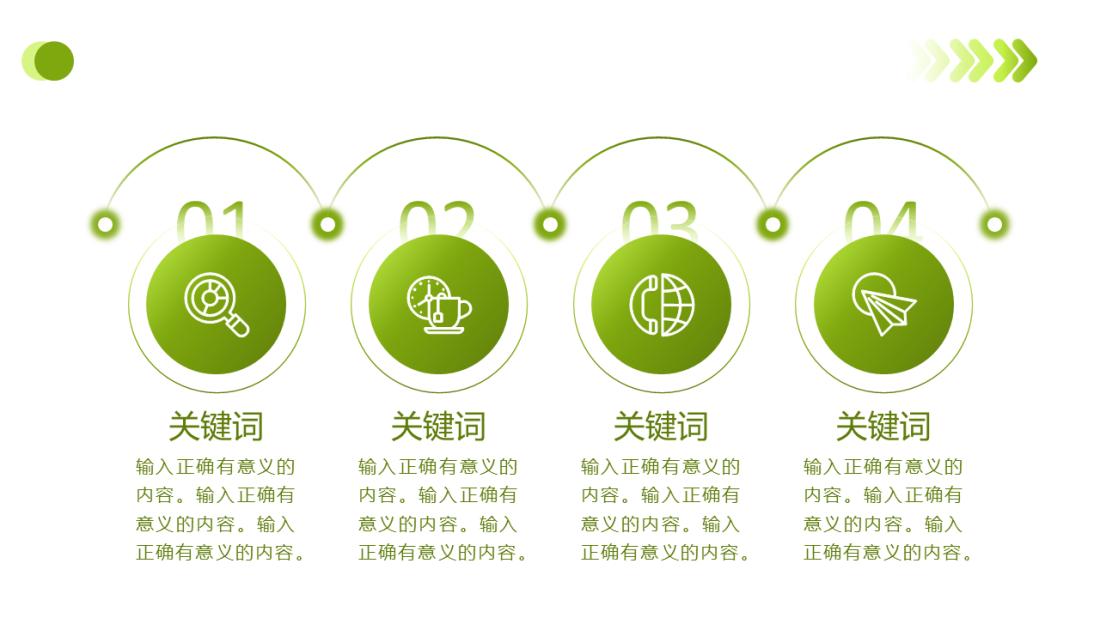 01
02
03
04
关键词
输入正确有意义的
内容。输入正确有
意义的内容。输入
正确有意义的内容。
关键词
输入正确有意义的
内容。输入正确有
意义的内容。输入
正确有意义的内容。
关键词
输入正确有意义的
内容。输入正确有
意义的内容。输入
正确有意义的内容。
关键词
输入正确有意义的
内容。输入正确有
意义的内容。输入
正确有意义的内容。